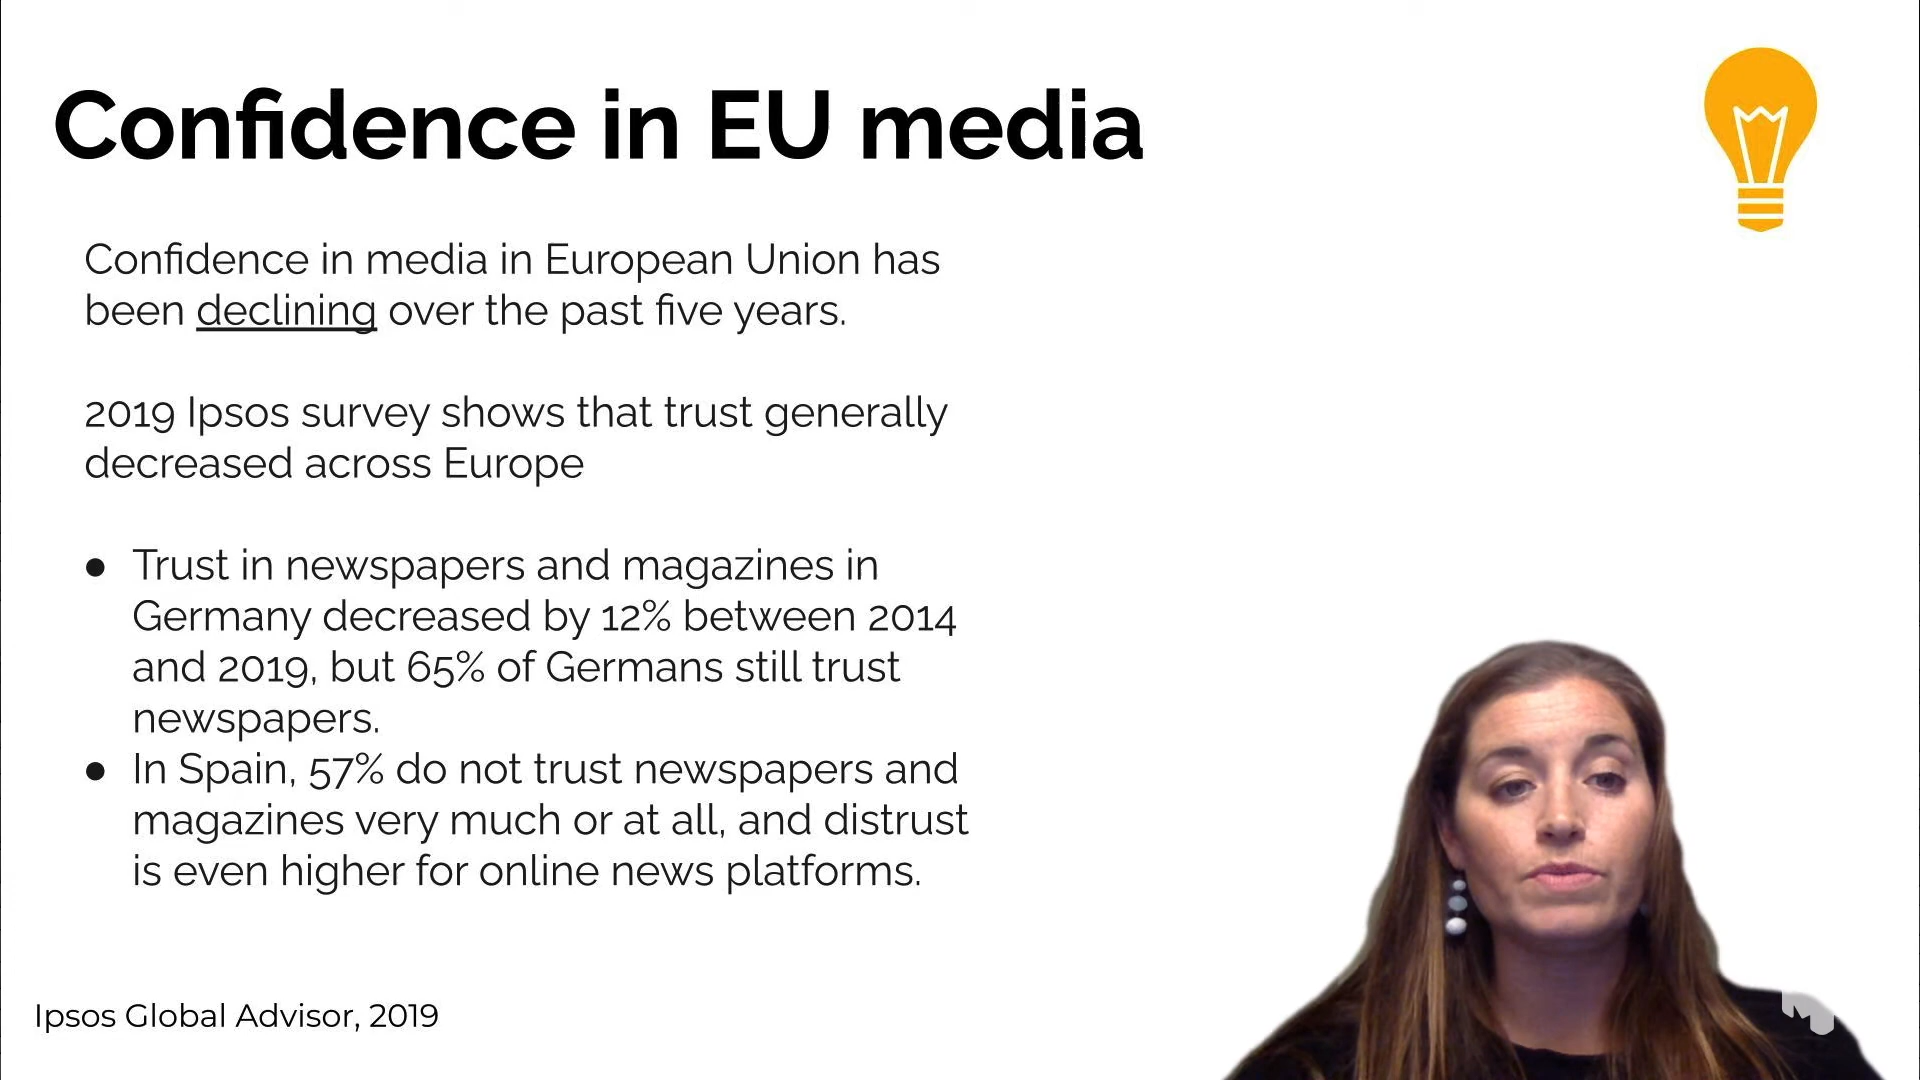 Confidence in EU media
Confidence in media in European Union has
been declining over the past five years.
2019 Ipsos survey shows that trust generally
decreased across Europe
● Trust in newspapers and magazines in
Germany decreased by 12% between 2014
and 2019, but 65% of Germans still trust
newspapers.
● In Spain, 57% do not trust newspapers and
magazines very much or at all, and distrust
is even higher for online news platforms.
Ipsos Global Advisor, 2019